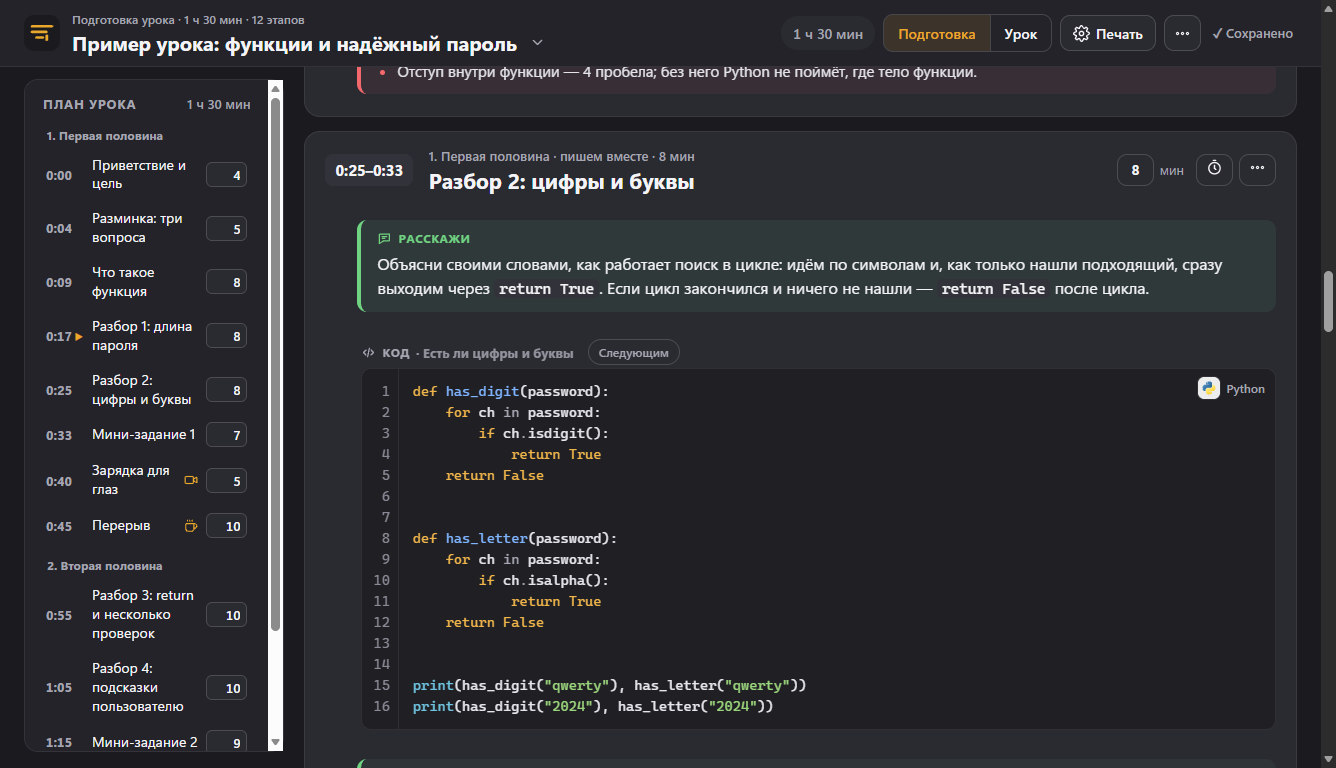 Подготовка урока · 1 ч 30 мин · 12 этапов
Пример урока: функции и надёжный пароль
1 ч 30 мин
Подготовка
Урок
Печать
✓ Сохранено
ПЛАН УРОКА
1 ч 30 мин
1. Первая половина
0:00
Приветствие и
цель
4
0:04
Разминка: три
вопроса
5
0:09
Что такое
функция
8
0:17
Разбор 1: длина
пароля
8
0:25
Разбор 2:
цифры и буквы
8
0:33
Мини-задание 1
7
0:40
Зарядка для
глаз
5
0:45
Перерыв
10
2. Вторая половина
0:55
Разбор 3: return
и несколько
проверок
10
1:05
Разбор 4:
подсказки
пользователю
10
1:15
Мини-задание 2
9
• Отступ внутри функции — 4 пробела; без него Python не поймёт, где тело функции.
0:25–0:33
1. Первая половина · пишем вместе · 8 мин
Разбор 2: цифры и буквы
8 мин
РАССКАЖИ
Объясни своими словами, как работает поиск в цикле: идём по символам и, как только нашли подходящий, сразу
выходим через return True. Если цикл закончился и ничего не нашли — return False после цикла.
КОД · Есть ли цифры и буквы
Следующим
Python
1 def has_digit(password):
2     for ch in password:
3         if ch.isdigit():
4             return True
5     return False
6
7
8 def has_letter(password):
9     for ch in password:
10         if ch.isalpha():
11             return True
12     return False
13
14
15 print(has_digit("qwerty"), has_letter("qwerty"))
16 print(has_digit("2024"), has_letter("2024"))